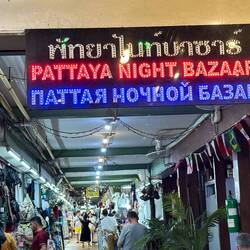 พัทยาไนท์บาซาร์
PATTAYA NIGHT BAZAAR
ПАТТАЯ НОЧНОЙ БАЗАР